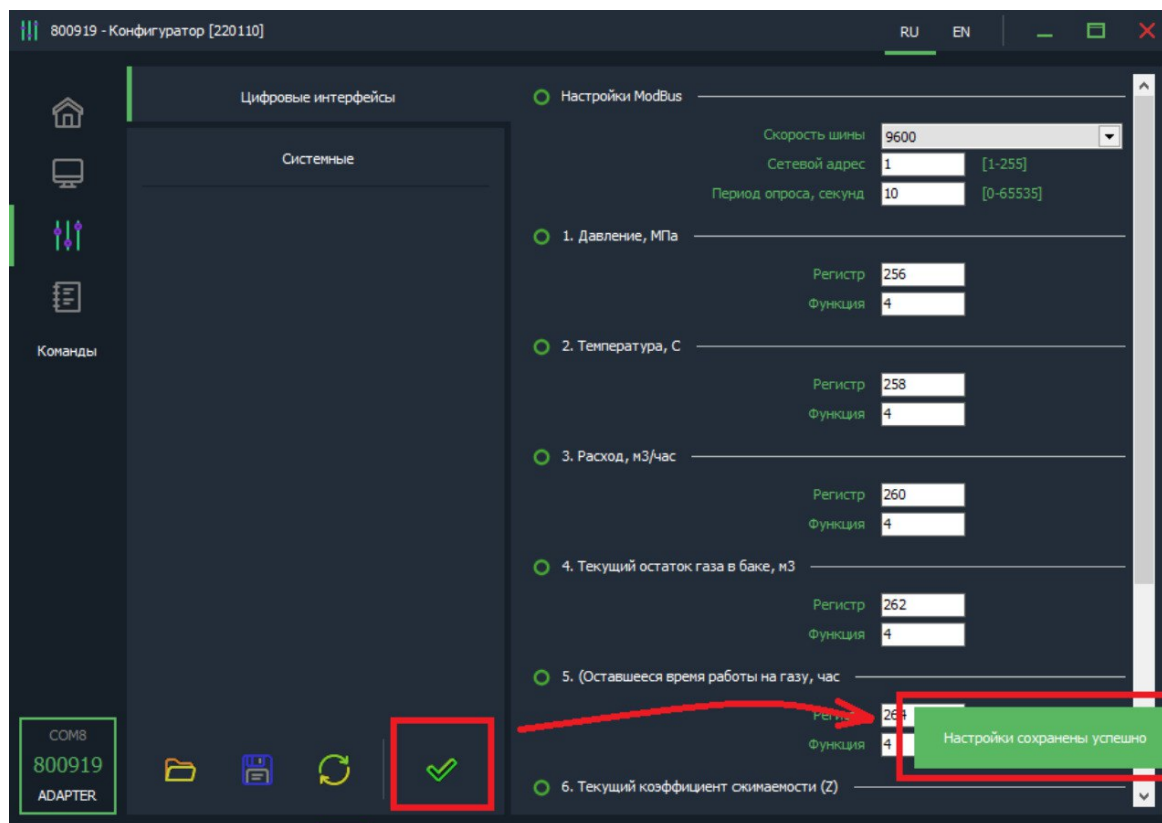 800919 - Конфигуратор [220110]
RU EN
Команды
COM8
800919
ADAPTER
Цифровые интерфейсы
Системные
Настройки ModBus
Скорость шины 9600
Сетевой адрес 1 [1-255]
Период опроса, секунд 10 [0-65535]
1. Давление, МПа
Регистр 256
Функция 4
2. Температура, С
Регистр 258
Функция 4
3. Расход, м3/час
Регистр 260
Функция 4
4. Текущий остаток газа в баке, м3
Регистр 262
Функция 4
5. (Оставшееся время работы на газу, час
Регистр 264
Функция 4
Настройки сохранены успешно
6. Текущий коэффициент сжимаемости (Z)